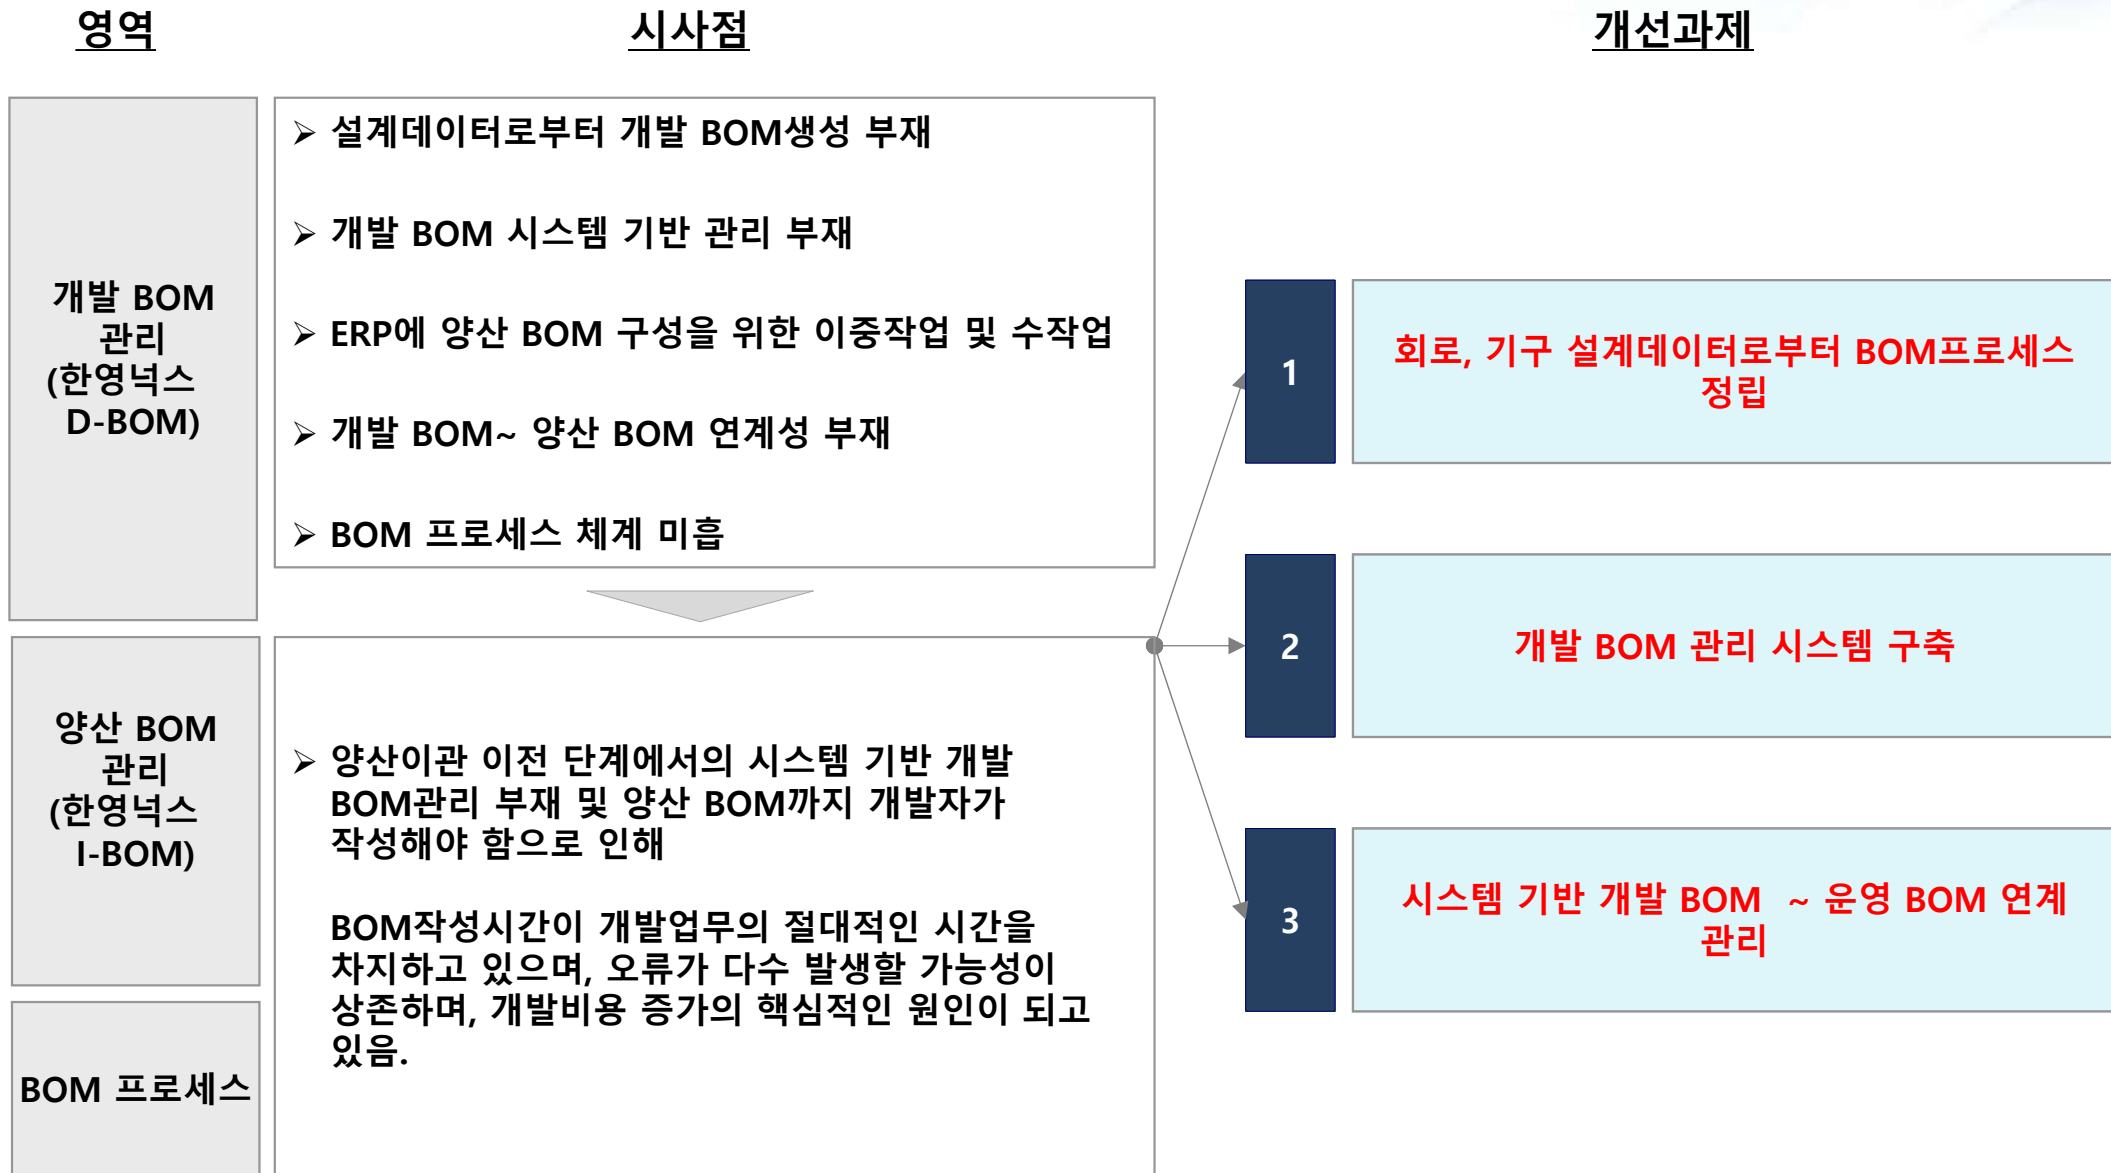 영역
시사점
개선과제
개발 BOM
관리
(한영넉스
D-BOM)
➢ 설계데이터로부터 개발 BOM생성 부재
➢ 개발 BOM 시스템 기반 관리 부재
➢ ERP에 양산 BOM 구성을 위한 이중작업 및 수작업
➢ 개발 BOM~ 양산 BOM 연계성 부재
➢ BOM 프로세스 체계 미흡
양산 BOM
관리
(한영넉스
I-BOM)
BOM 프로세스
➢ 양산이관 이전 단계에서의 시스템 기반 개발
BOM관리 부재 및 양산 BOM까지 개발자가
작성해야 함으로 인해
BOM작성시간이 개발업무의 절대적인 시간을
차지하고 있으며, 오류가 다수 발생할 가능성이
상존하며, 개발비용 증가의 핵심적인 원인이 되고
있음.
1
회로, 기구 설계데이터로부터 BOM프로세스
정립
2
개발 BOM 관리 시스템 구축
3
시스템 기반 개발 BOM ~ 운영 BOM 연계
관리